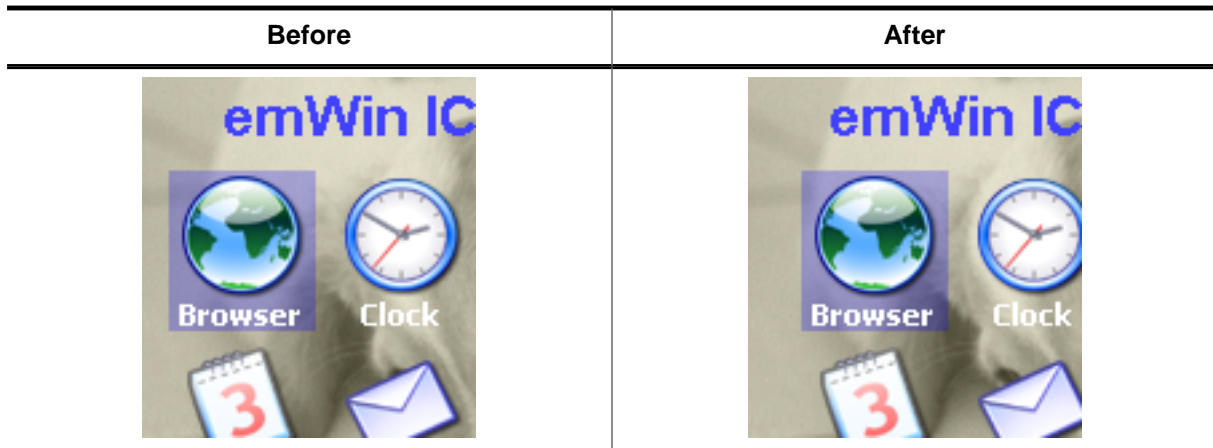 Before After
emWin IC emWin IC
Browser Clock Browser Clock
3 3